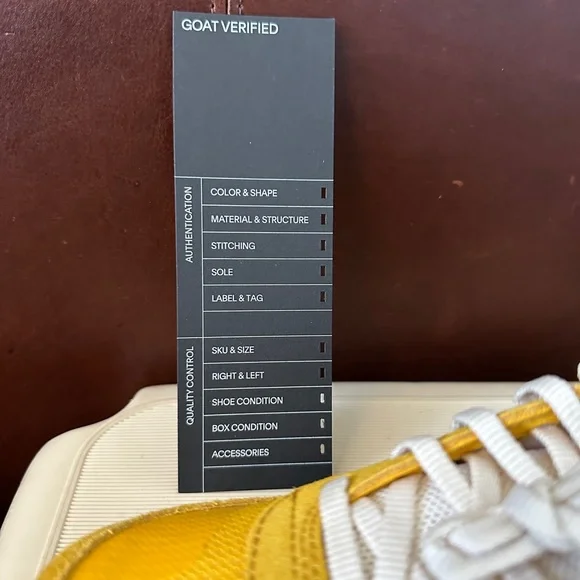 GOAT VERIFIED
AUTHENTICATION
COLOR & SHAPE
MATERIAL & STRUCTURE
STITCHING
SOLE
LABEL & TAG
QUALITY CONTROL
SKU & SIZE
RIGHT & LEFT
SHOE CONDITION
BOX CONDITION
ACCESSORIES